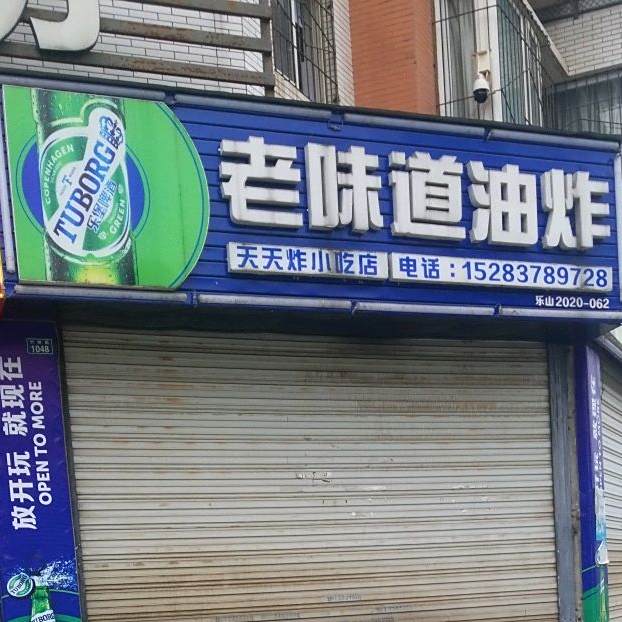 老味道油炸
天天炸小吃店
电话：15283789728
乐山2020-062
COPENHAGEN
TUBORG
乐堡啤酒
GREEN
1048
放开玩 就现在
OPEN TO MORE
TUBORG